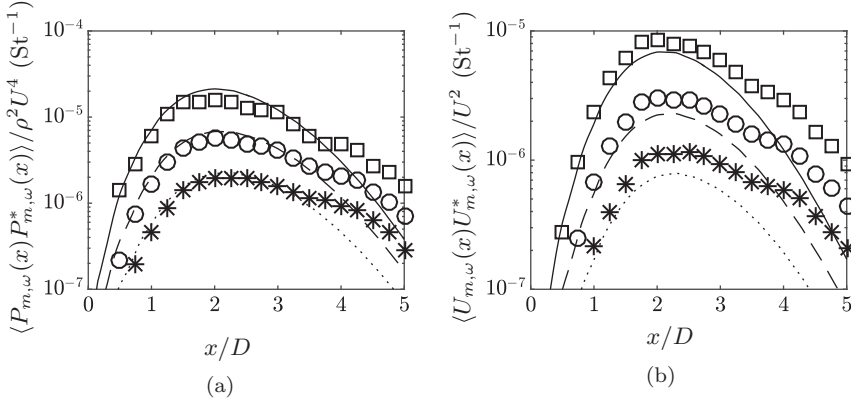 ⟨P_{m,ω}(x)P^*_{m,ω}(x)⟩/ρ²U⁴ (St⁻¹)
10⁻⁴
10⁻⁵
10⁻⁶
10⁻⁷
0 1 2 3 4 5
x/D
(a)
⟨U_{m,ω}(x)U^*_{m,ω}(x)⟩/U² (St⁻¹)
10⁻⁵
10⁻⁶
10⁻⁷
0 1 2 3 4 5
x/D
(b)